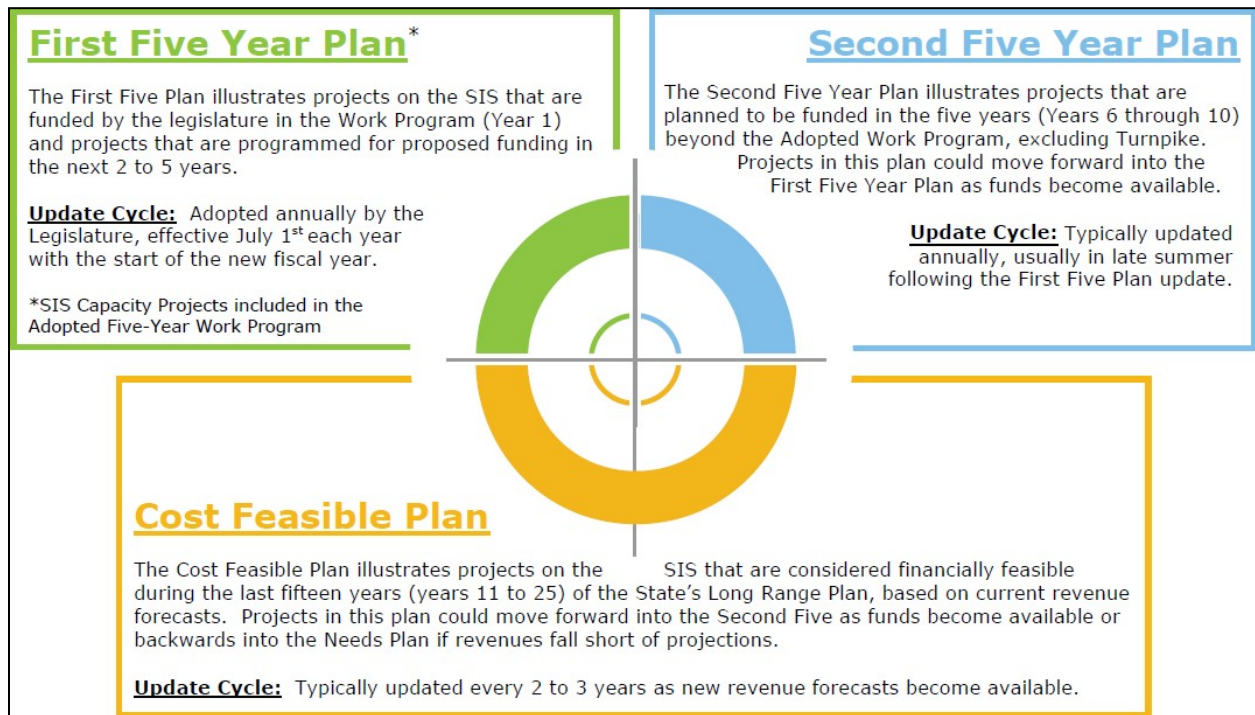 First Five Year Plan*
The First Five Plan illustrates projects on the SIS that are
funded by the legislature in the Work Program (Year 1)
and projects that are programmed for proposed funding in
the next 2 to 5 years.
Update Cycle: Adopted annually by the
Legislature, effective July 1st each year
with the start of the new fiscal year.
*SIS Capacity Projects included in the
Adopted Five-Year Work Program
Second Five Year Plan
The Second Five Year Plan illustrates projects that are
planned to be funded in the five years (Years 6 through 10)
beyond the Adopted Work Program, excluding Turnpike.
Projects in this plan could move forward into the
First Five Year Plan as funds become available.
Update Cycle: Typically updated
annually, usually in late summer
following the First Five Plan update.
Cost Feasible Plan
The Cost Feasible Plan illustrates projects on the SIS that are considered financially feasible
during the last fifteen years (years 11 to 25) of the State's Long Range Plan, based on current revenue
forecasts. Projects in this plan could move forward into the Second Five as funds become available or
backwards into the Needs Plan if revenues fall short of projections.
Update Cycle: Typically updated every 2 to 3 years as new revenue forecasts become available.